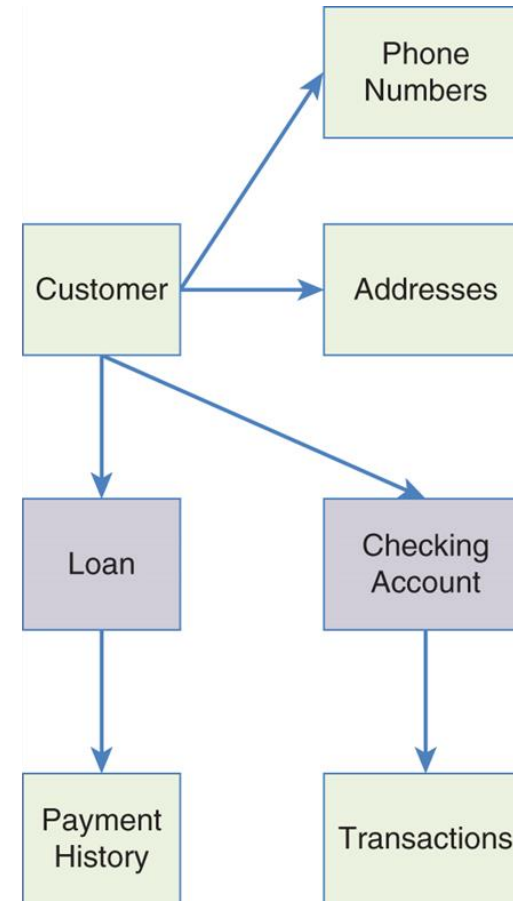 Phone
Numbers
Customer
Addresses
Loan
Checking
Account
Payment
History
Transactions